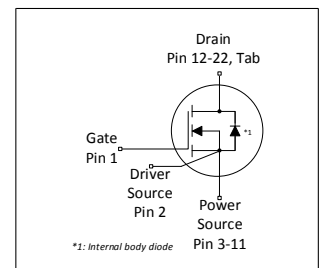 Drain
Pin 12-22, Tab
*1
Gate
Pin 1
Driver
Source
Pin 2
Power
Source
Pin 3-11
*1: Internal body diode